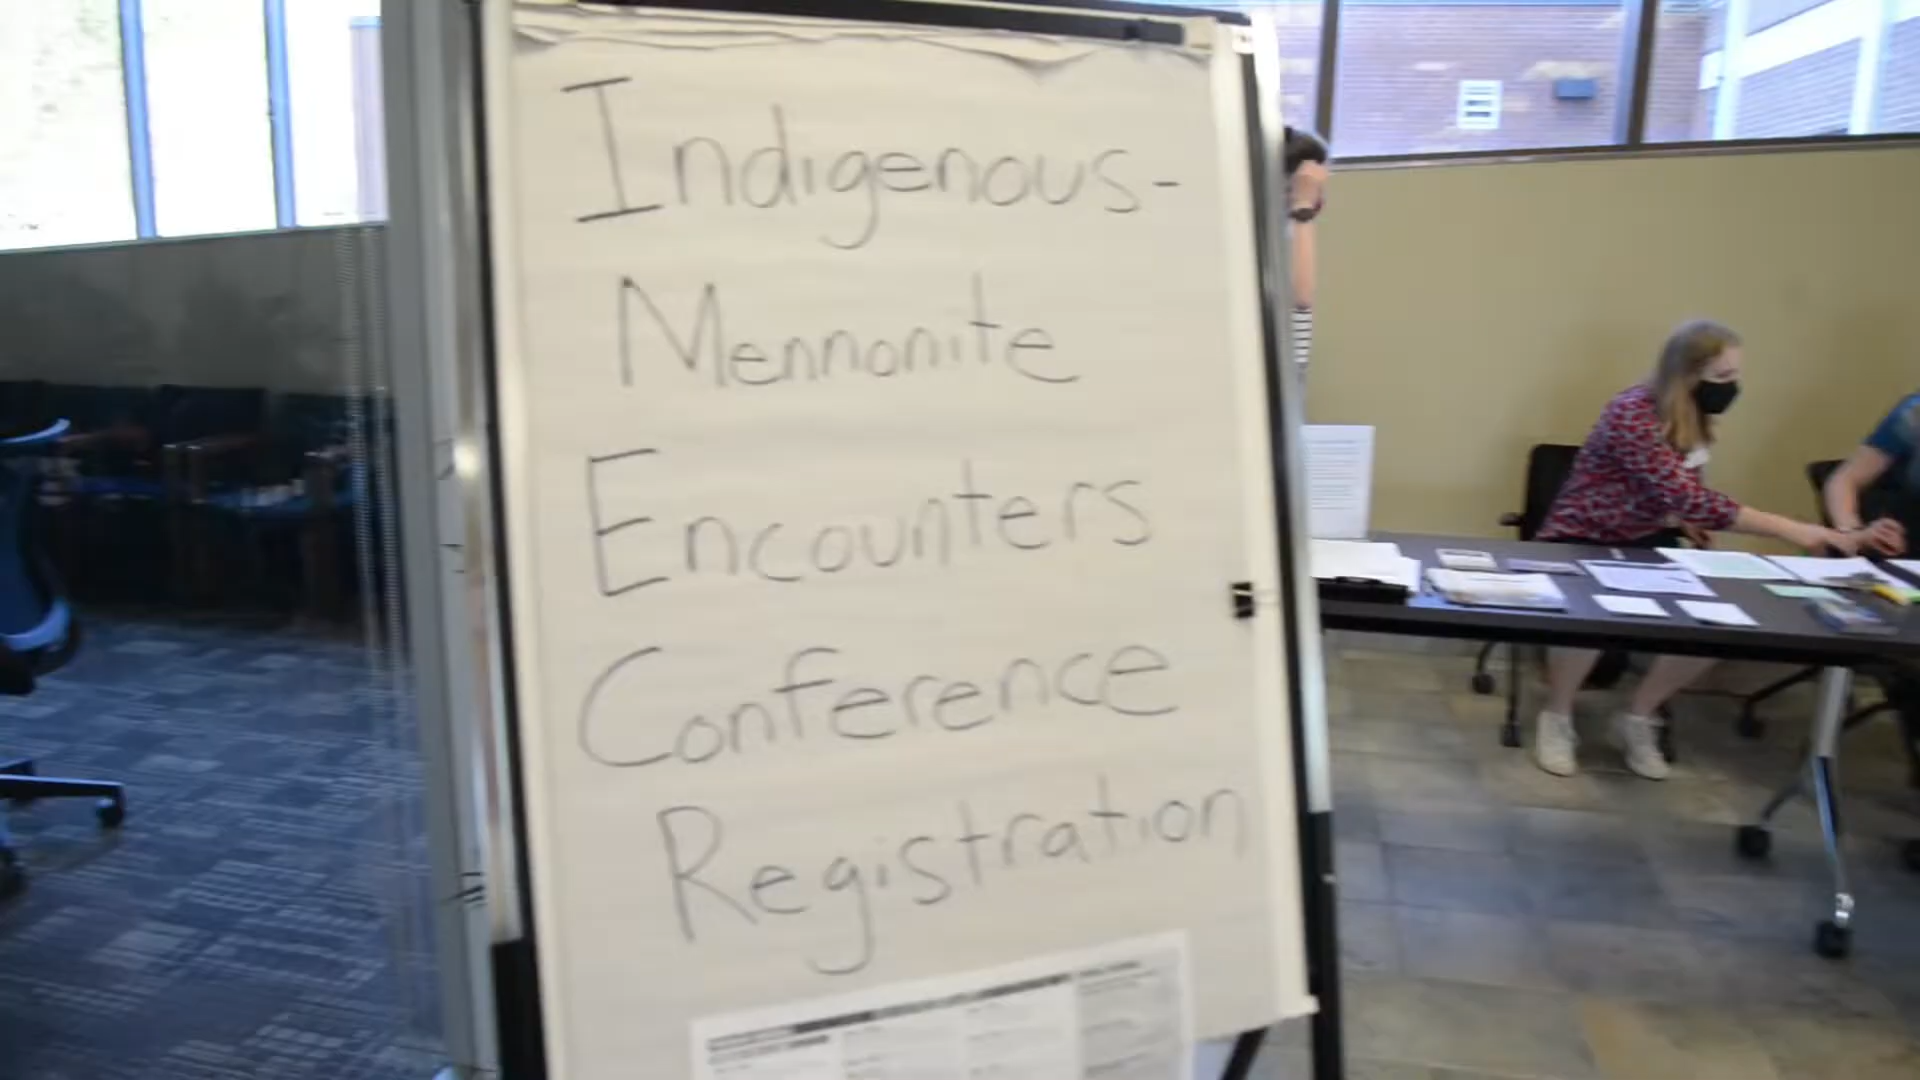 Indigenous-
Mennonite
Encounters
Conference
Registration